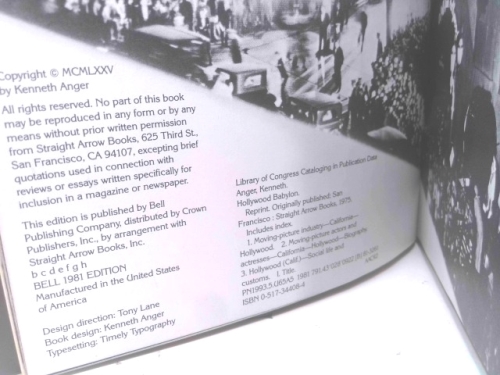 Copyright © MCMLXXV
by Kenneth Anger
All rights reserved. No part of this book
may be reproduced in any form or by any
means without prior written permission
from Straight Arrow Books, 625 Third St.,
San Francisco, CA 94107, excepting brief
quotations used in connection with
reviews or essays written specifically for
inclusion in a magazine or newspaper.
This edition is published by Bell
Publishing Company, distributed by Crown
Publishers, Inc., by arrangement with
Straight Arrow Books, Inc.
b c d e f g h
BELL 1981 EDITION
Manufactured in the United States
of America
Design direction: Tony Lane
Book design: Kenneth Anger
Typesetting: Timely Typography
Library of Congress Cataloging in Publication Data
Anger, Kenneth.
Hollywood Babylon.
Reprint. Originally published: San
Francisco : Straight Arrow Books, 1975.
Includes index.
1. Moving-picture industry—California—
Hollywood. 2. Moving-picture actors and
actresses—California—Hollywood—Biography.
3. Hollywood (Calif.)—Social life and
customs. I. Title.
PN1993.5.U65A5 1981
ISBN 0-517-34408-4